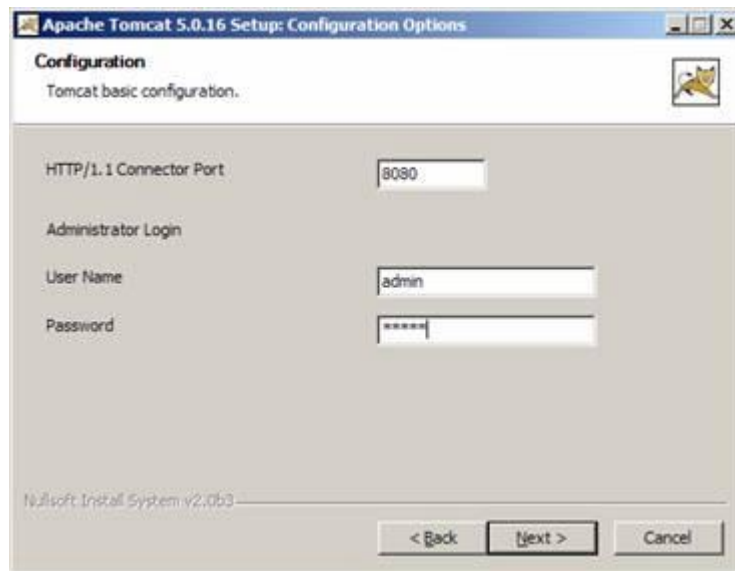 Apache Tomcat 5.0.16 Setup: Configuration Options
Configuration
Tomcat basic configuration.
HTTP/1.1 Connector Port
8080
Administrator Login
User Name
admin
Password
*****
Nullsoft Install System v2.0b3
< Back
Next >
Cancel